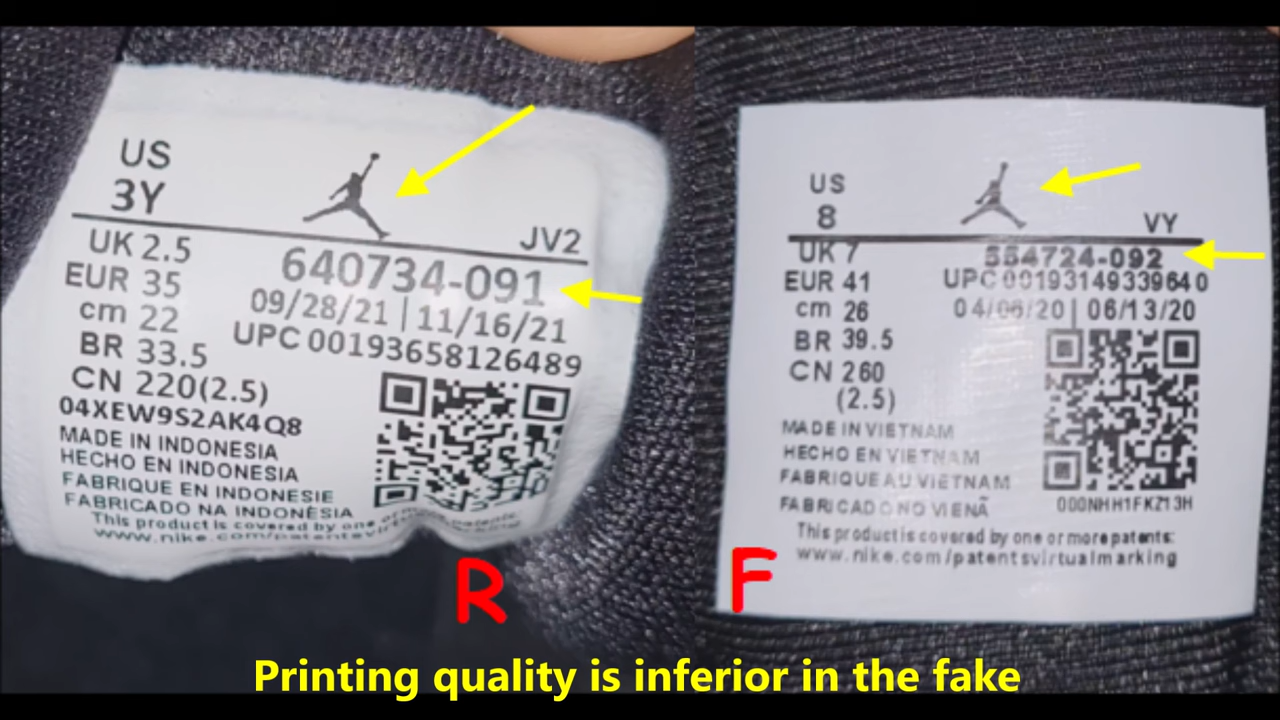 US
3Y
JV2
UK 2.5
640734-091
EUR 35
09/28/21 | 11/16/21
cm 22
UPC 00193658126489
BR 33.5
CN 220(2.5)
04XEW9S2AK4Q8
MADE IN INDONESIA
HECHO EN INDONESIA
FABRIQUE EN INDONESIE
FABRICADO NA INDONÉSIA
This product is covered by one or more patents:
www.nike.com/patentsvirtualmarking
R
US
8
VY
UK 7
554724-092
EUR 41
UPC 00193149339640
cm 26
04/06/20 | 06/13/20
BR 39.5
CN 260
(2.5)
MADE IN VIETNAM
HECHO EN VIETNAM
FABRIQUE AU VIETNAM
FABRICADO NO VIENÃ
000NHH1FKZ13H
This product is covered by one or more patents:
www.nike.com/patentsvirtualmarking
F
Printing quality is inferior in the fake